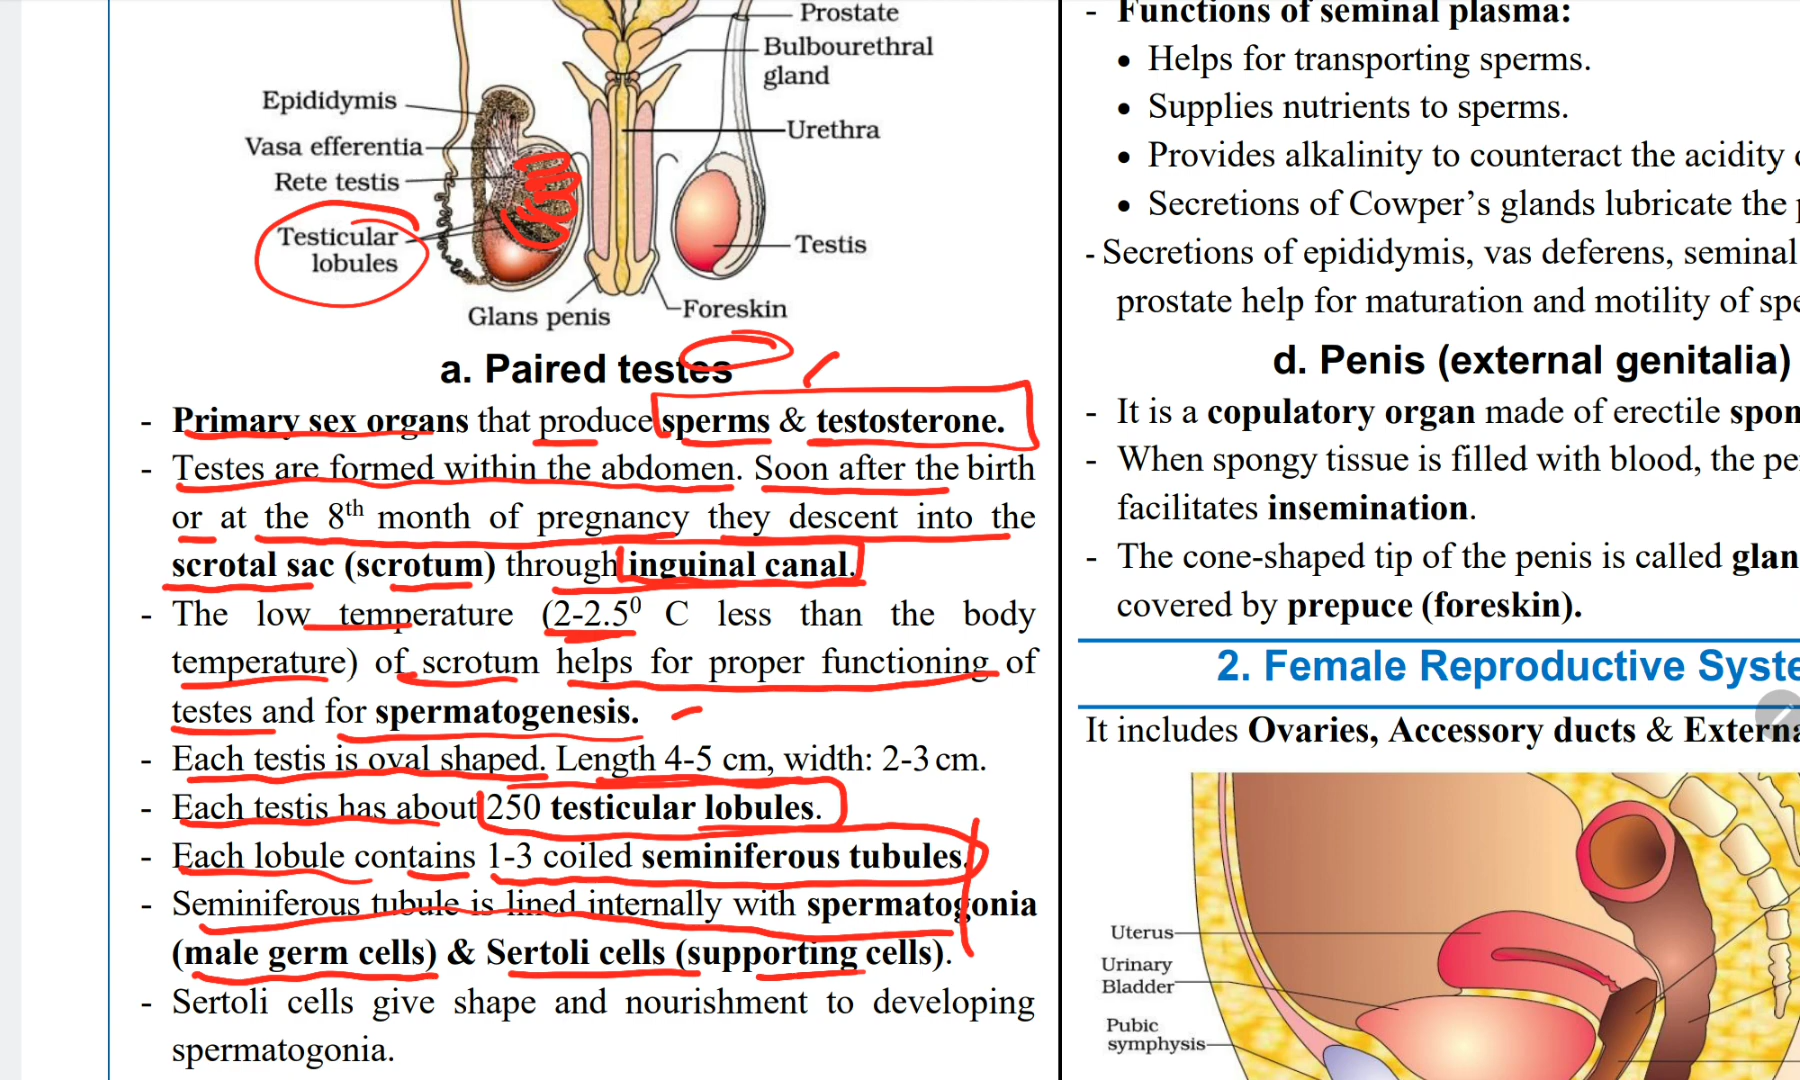 Prostate
Bulbourethral
gland
Epididymis
Urethra
Vasa efferentia
Rete testis
Testicular
lobules
Testis
Foreskin
Glans penis
a. Paired testes
- Primary sex organs that produce sperms & testosterone.
- Testes are formed within the abdomen. Soon after the birth
or at the 8th month of pregnancy they descent into the
scrotal sac (scrotum) through inguinal canal.
- The low temperature (2-2.5⁰ C less than the body
temperature) of scrotum helps for proper functioning of
testes and for spermatogenesis.
- Each testis is oval shaped. Length 4-5 cm, width: 2-3 cm.
- Each testis has about 250 testicular lobules.
- Each lobule contains 1-3 coiled seminiferous tubules.
- Seminiferous tubule is lined internally with spermatogonia
(male germ cells) & Sertoli cells (supporting cells).
- Sertoli cells give shape and nourishment to developing
spermatogonia.
- Functions of seminal plasma:
• Helps for transporting sperms.
• Supplies nutrients to sperms.
• Provides alkalinity to counteract the acidity
• Secretions of Cowper's glands lubricate the
- Secretions of epididymis, vas deferens, seminal
prostate help for maturation and motility of
d. Penis (external genitalia)
- It is a copulatory organ made of erectile
- When spongy tissue is filled with blood, the
facilitates insemination.
- The cone-shaped tip of the penis is called
covered by prepuce (foreskin).
2. Female Reproductive
It includes Ovaries, Accessory ducts &
Uterus
Urinary
Bladder
Pubic
symphysis